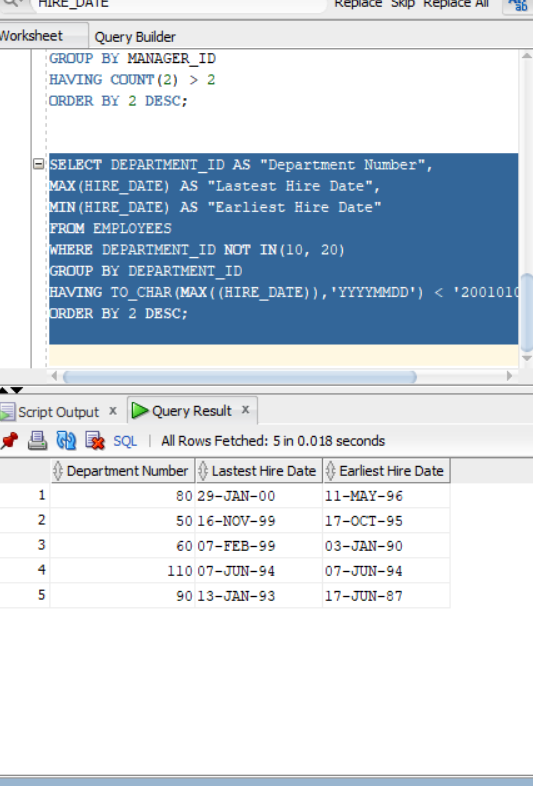 HIRE_DATE Replace Skip Replace All
Worksheet Query Builder
GROUP BY MANAGER_ID
HAVING COUNT(2) > 2
ORDER BY 2 DESC;
SELECT DEPARTMENT_ID AS "Department Number",
MAX(HIRE_DATE) AS "Lastest Hire Date",
MIN(HIRE_DATE) AS "Earliest Hire Date"
FROM EMPLOYEES
WHERE DEPARTMENT_ID NOT IN(10, 20)
GROUP BY DEPARTMENT_ID
HAVING TO_CHAR(MAX((HIRE_DATE)),'YYYYMMDD') < '2001010
ORDER BY 2 DESC;
Script Output x Query Result x
SQL | All Rows Fetched: 5 in 0.018 seconds
Department Number Lastest Hire Date Earliest Hire Date
1 80 29-JAN-00 11-MAY-96
2 50 16-NOV-99 17-OCT-95
3 60 07-FEB-99 03-JAN-90
4 110 07-JUN-94 07-JUN-94
5 90 13-JAN-93 17-JUN-87